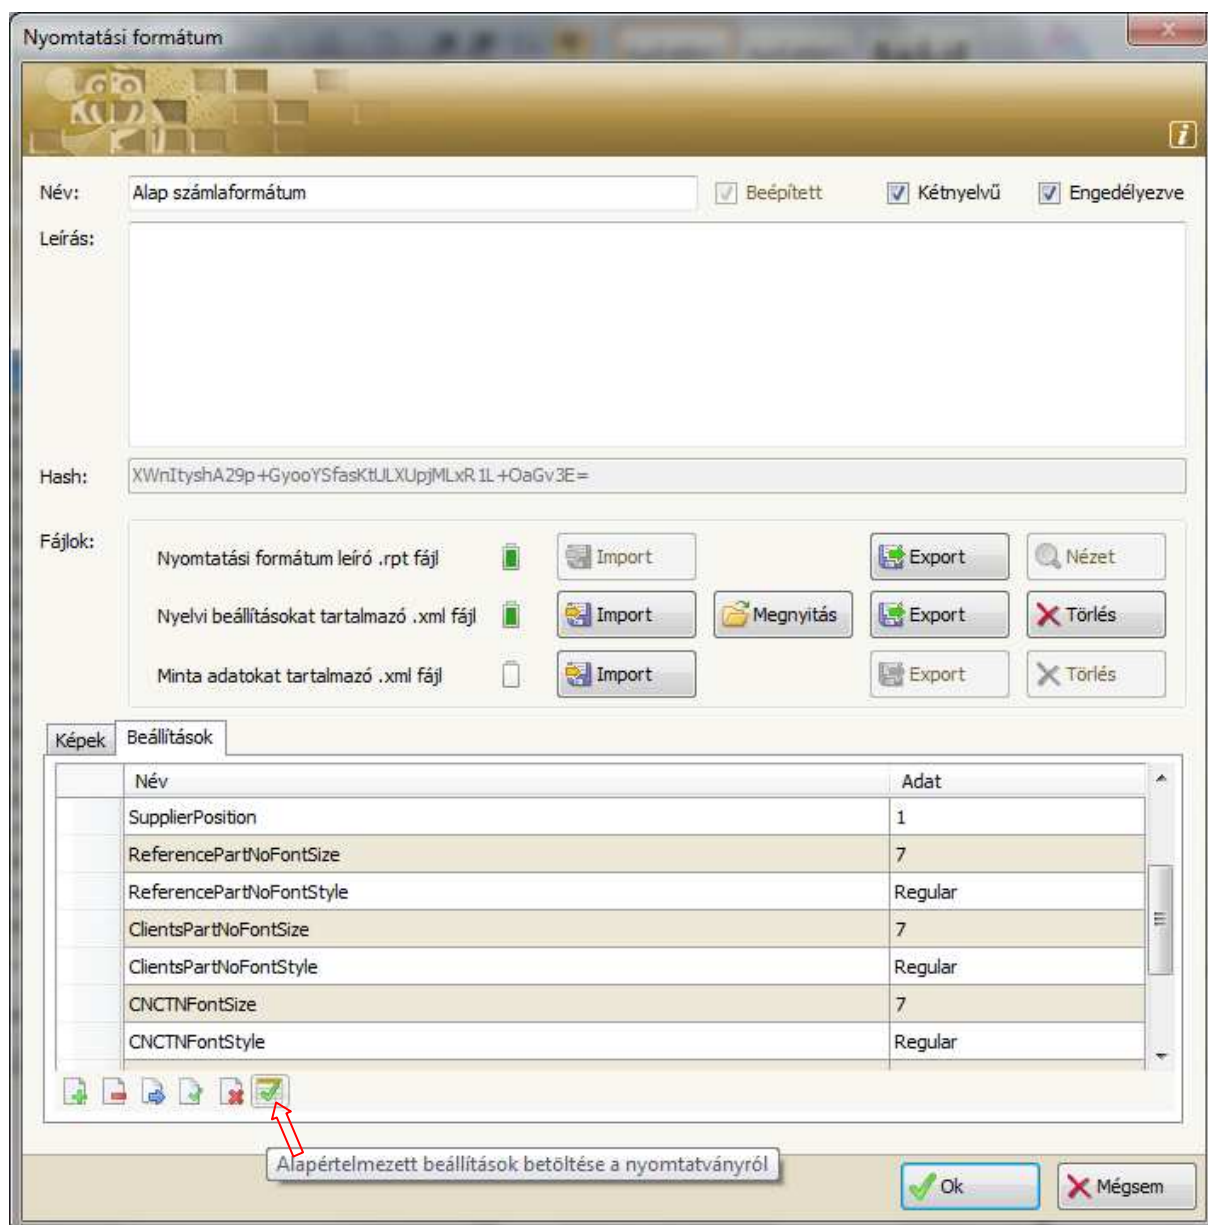 Nyomtatási formátum
Név: Alap számlaformátum Beépített Kétnyelvű Engedélyezve
Leírás:
Hash: XWnItyshA29p+GyooYSfasKtULXUpjMLxR1L+OaGv3E=
Fájlok:
Nyomtatási formátum leíró .rpt fájl Import Export Nézet
Nyelvi beállításokat tartalmazó .xml fájl Import Megnyitás Export Törlés
Minta adatokat tartalmazó .xml fájl Import Export Törlés
Képek Beállítások
Név Adat
SupplierPosition 1
ReferencePartNoFontSize 7
ReferencePartNoFontStyle Regular
ClientsPartNoFontSize 7
ClientsPartNoFontStyle Regular
CNCTNFontSize 7
CNCTNFontStyle Regular
Alapértelmezett beállítások betöltése a nyomtatványról
Ok Mégsem